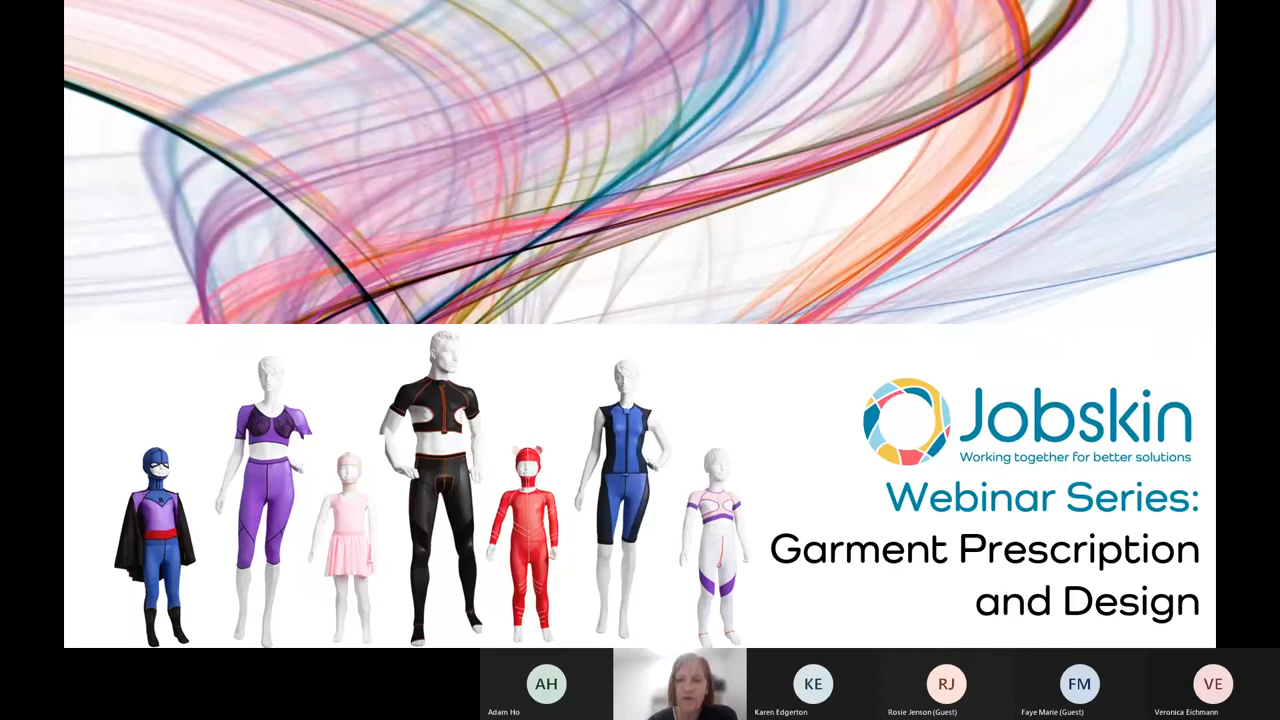 Jobskin
Working together for better solutions
Webinar Series:
Garment Prescription
and Design
AH
KE
RJ
FM
VE
Adam Ho
Karen Edgerton
Rosie Jenson (Guest)
Faye Marie (Guest)
Veronica Eichmann